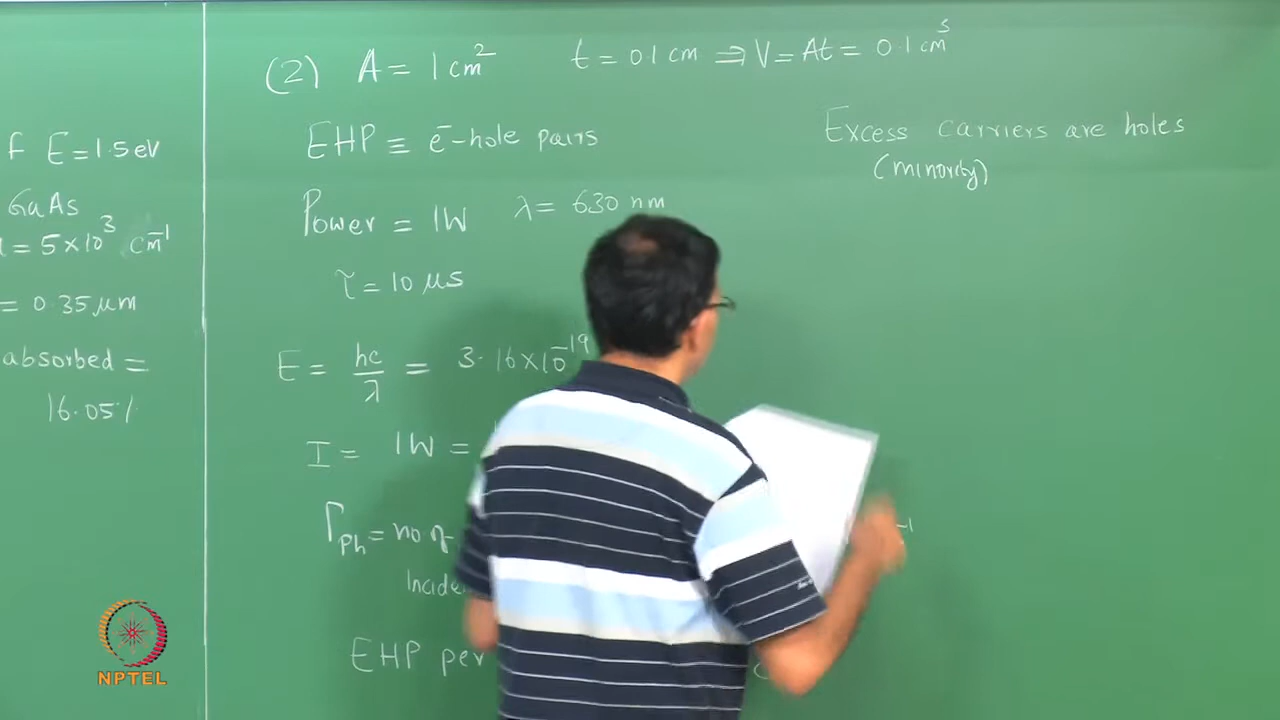 F E = 1.5 eV
GaAs
= 5×10³ cm⁻¹
= 0.35 μm
absorbed =
16.05%
(2) A = 1 cm² t = 0.1 cm ⇒ V = At = 0.1 cm³
EHP ≡ e⁻-hole pairs
Excess carriers are holes
(minority)
Power = 1W λ = 630 nm
τ = 10 μs
E = hc/λ = 3.16×10⁻¹⁹
I = 1W =
Γph = no of
Incide
⁻¹
EHP per
NPTEL